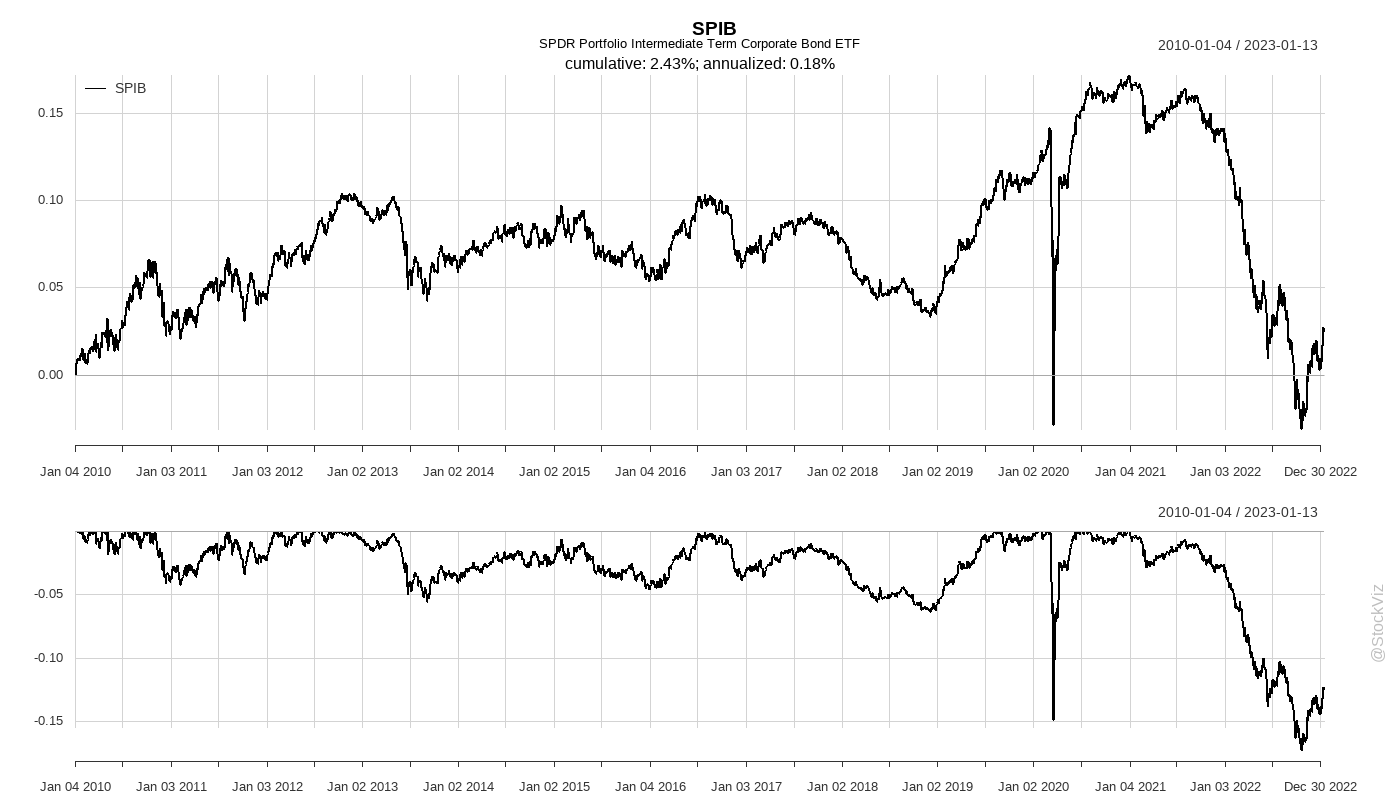 SPIB
SPDR Portfolio Intermediate Term Corporate Bond ETF
cumulative: 2.43%; annualized: 0.18%
2010-01-04 / 2023-01-13
SPIB
0.15
0.10
0.05
0.00
Jan 04 2010 Jan 03 2011 Jan 03 2012 Jan 02 2013 Jan 02 2014 Jan 02 2015 Jan 04 2016 Jan 03 2017 Jan 02 2018 Jan 02 2019 Jan 02 2020 Jan 04 2021 Jan 03 2022 Dec 30 2022
2010-01-04 / 2023-01-13
-0.05
-0.10
-0.15
Jan 04 2010 Jan 03 2011 Jan 03 2012 Jan 02 2013 Jan 02 2014 Jan 02 2015 Jan 04 2016 Jan 03 2017 Jan 02 2018 Jan 02 2019 Jan 02 2020 Jan 04 2021 Jan 03 2022 Dec 30 2022
@StockViz